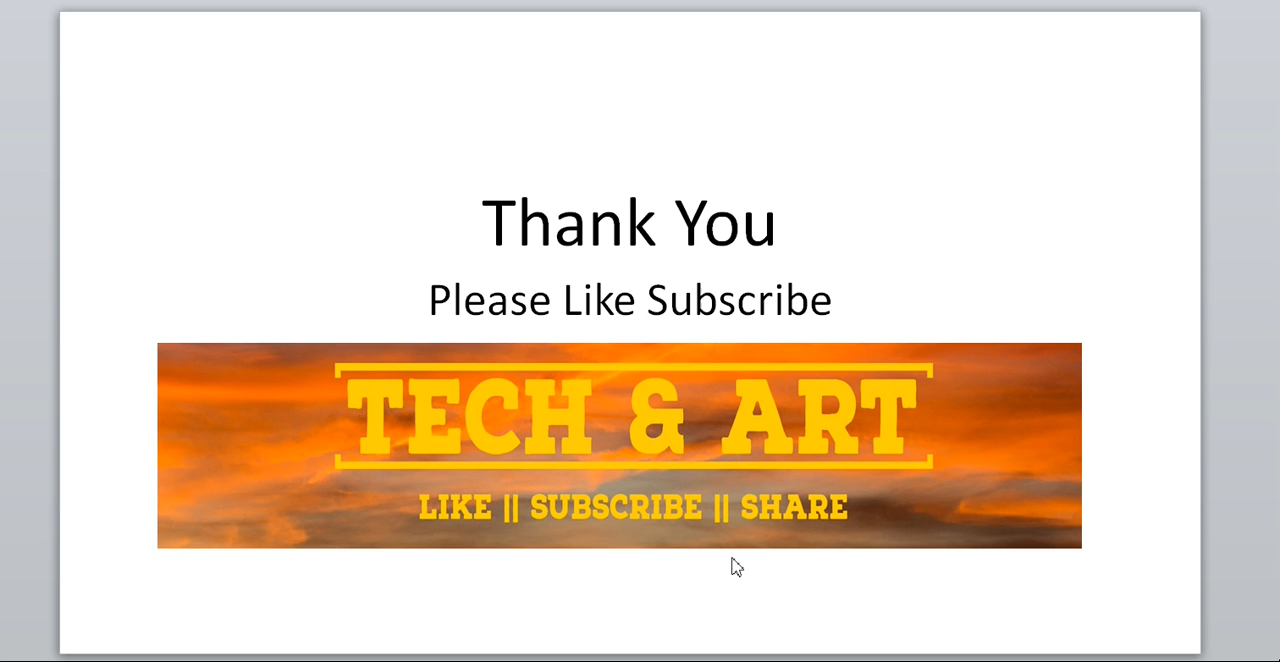 Thank You
Please Like Subscribe
TECH & ART
LIKE || SUBSCRIBE || SHARE